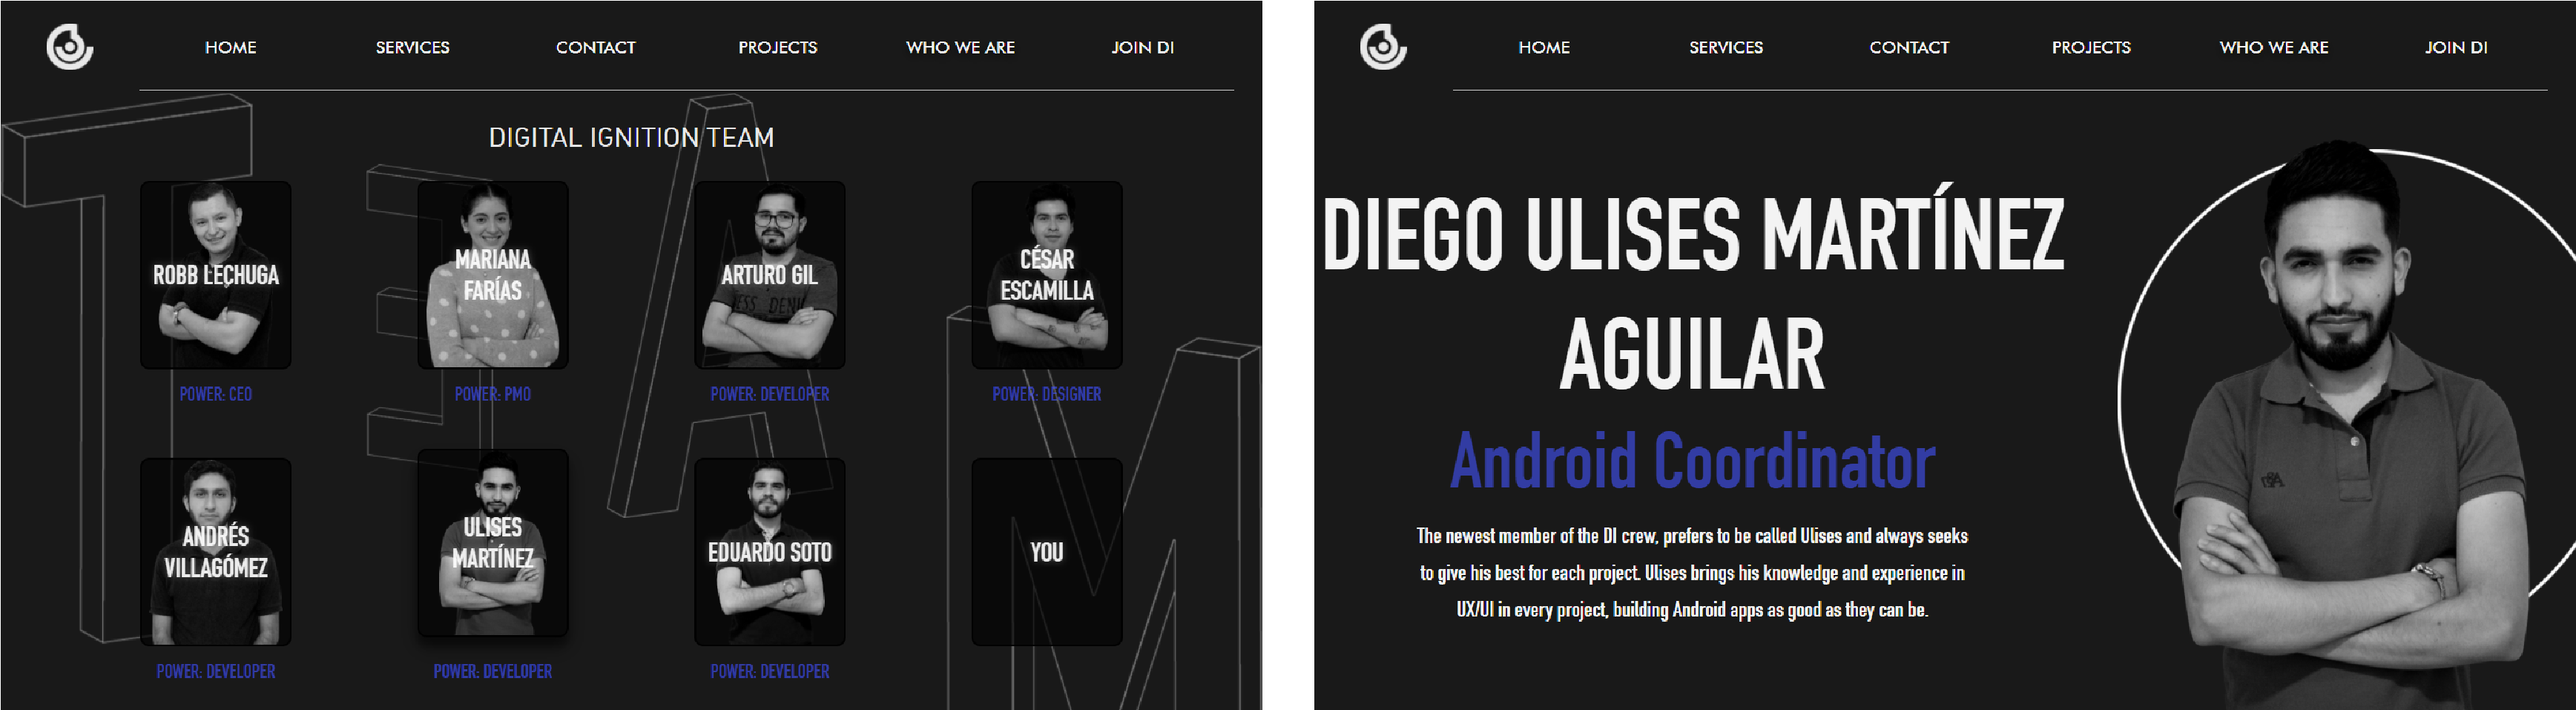 HOME SERVICES CONTACT PROJECTS WHO WE ARE JOIN DI
DIGITAL IGNITION TEAM
TEAM
ROBB LECHUGA
POWER: CEO
MARIANA
FARÍAS
POWER: PMO
ARTURO GIL
POWER: DEVELOPER
CÉSAR
ESCAMILLA
POWER: DESIGNER
ANDRÉS
VILLAGÓMEZ
POWER: DEVELOPER
ULISES
MARTÍNEZ
POWER: DEVELOPER
EDUARDO SOTO
POWER: DEVELOPER
YOU
HOME SERVICES CONTACT PROJECTS WHO WE ARE JOIN DI
DIEGO ULISES MARTÍNEZ
AGUILAR
Android Coordinator
The newest member of the DI crew, prefers to be called Ulises and always seeks
to give his best for each project. Ulises brings his knowledge and experience in
UX/UI in every project, building Android apps as good as they can be.